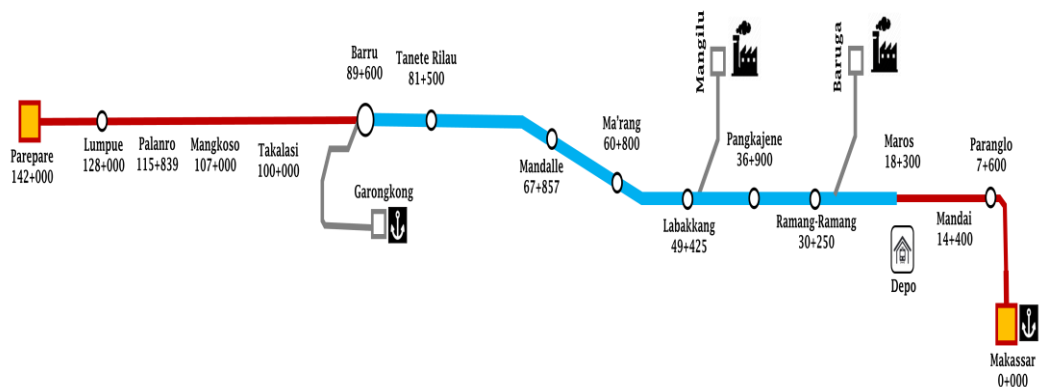 Parepare
142+000
Lumpue
128+000
Palanro
115+839
Mangkoso
107+000
Takalasi
100+000
Barru
89+600
Garongkong
Tanete Rilau
81+500
Mandalle
67+857
Ma'rang
60+800
Labakkang
49+425
Mangilu
Pangkajene
36+900
Ramang-Ramang
30+250
Baruga
Maros
18+300
Depo
Mandai
14+400
Paranglo
7+600
Makassar
0+000